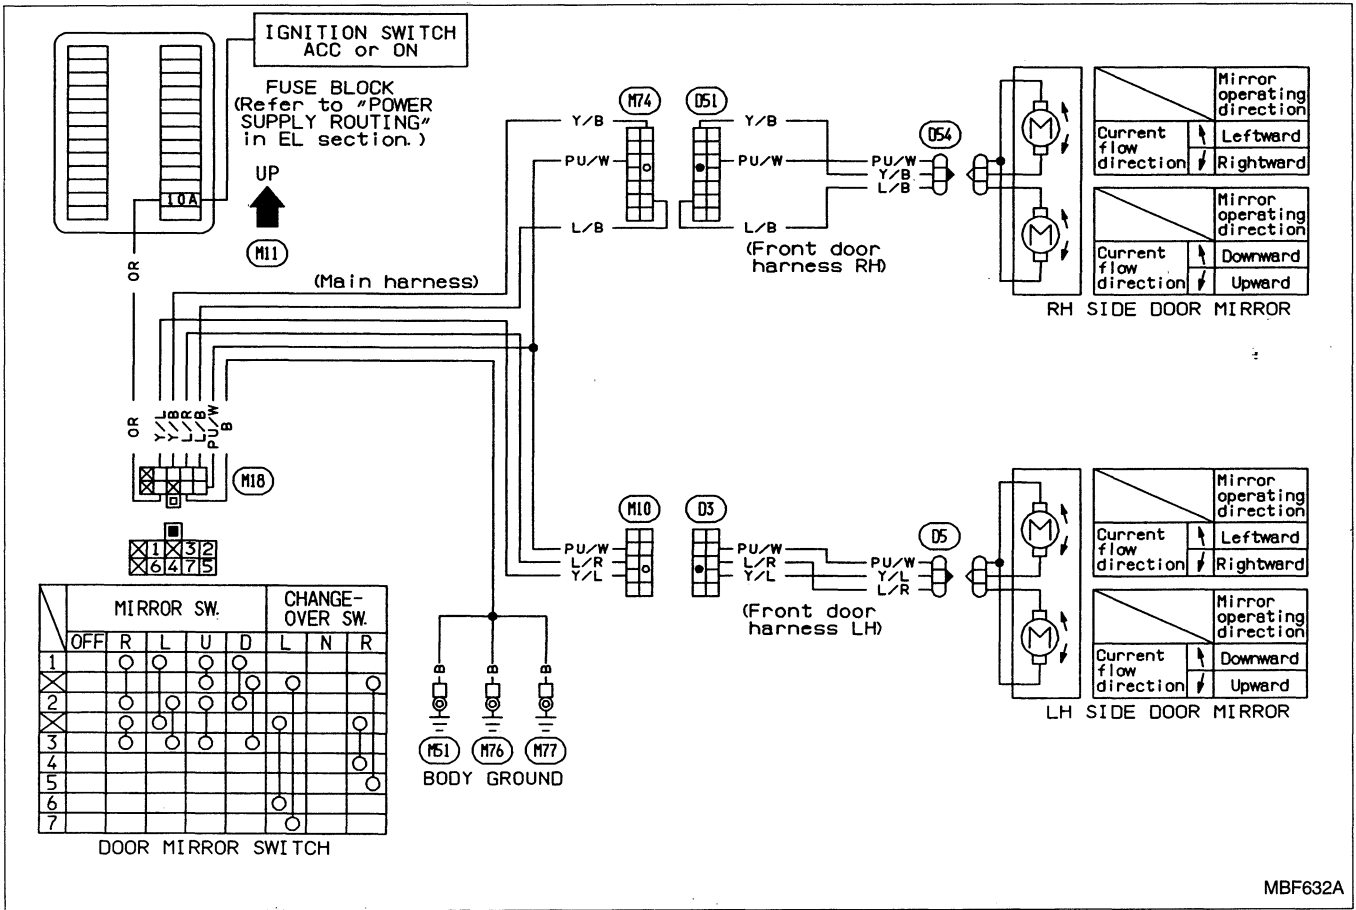 IGNITION SWITCH
ACC or ON
FUSE BLOCK
(Refer to "POWER
SUPPLY ROUTING"
in EL section.)
UP
M11
10A
OR
(Main harness)
M74
D51
Y/B
Y/B
PU/W
PU/W
L/B
L/B
(Front door
harness RH)
D54
PU/W
Y/B
L/B
M
M
Mirror
operating
direction
Current
flow
direction
Leftward
Rightward
Mirror
operating
direction
Current
flow
direction
Downward
Upward
RH SIDE DOOR MIRROR
OR
Y/L
Y/B
L/R
L/B
PU/W
B
M18
1 3 2
6 4 7 5
M10
D3
PU/W
L/R
Y/L
PU/W
L/R
Y/L
(Front door
harness LH)
D5
PU/W
Y/L
L/R
M
M
Mirror
operating
direction
Current
flow
direction
Leftward
Rightward
Mirror
operating
direction
Current
flow
direction
Downward
Upward
LH SIDE DOOR MIRROR
B B B
M51 M76 M77
BODY GROUND
MIRROR SW.
CHANGE-
OVER SW.
OFF R L U D L N R
1
2
3
4
5
6
7
DOOR MIRROR SWITCH
MBF632A